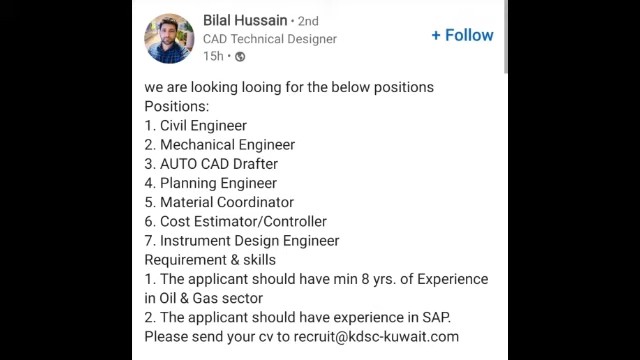 Bilal Hussain • 2nd
CAD Technical Designer
15h •
+ Follow
we are looking looing for the below positions
Positions:
1. Civil Engineer
2. Mechanical Engineer
3. AUTO CAD Drafter
4. Planning Engineer
5. Material Coordinator
6. Cost Estimator/Controller
7. Instrument Design Engineer
Requirement & skills
1. The applicant should have min 8 yrs. of Experience
in Oil & Gas sector
2. The applicant should have experience in SAP.
Please send your cv to recruit@kdsc-kuwait.com